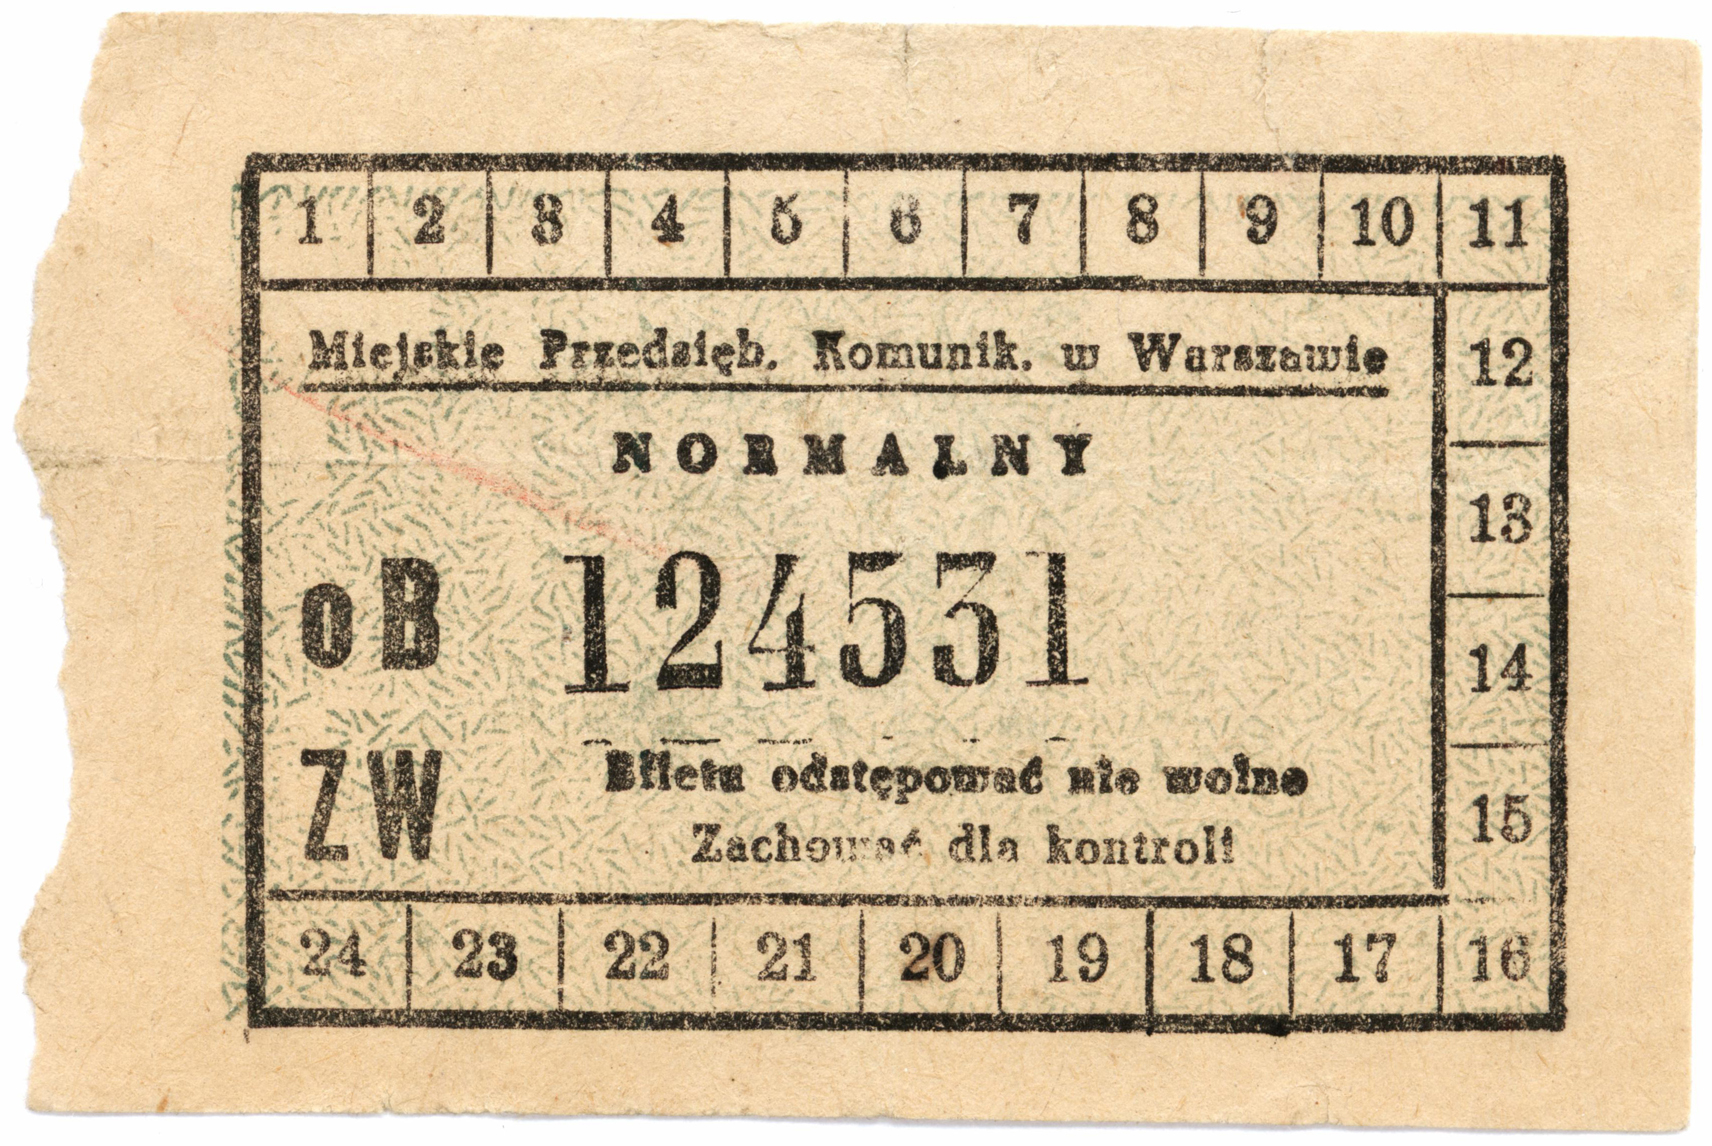 1 2 3 4 5 6 7 8 9 10 11
Miejskie Przedsięb. Komunik. w Warszawie
12
NORMALNY
13
oB 124531
14
ZW
Biletu odstępować nie wolno
Zachować dla kontroli
15
24 23 22 21 20 19 18 17 16